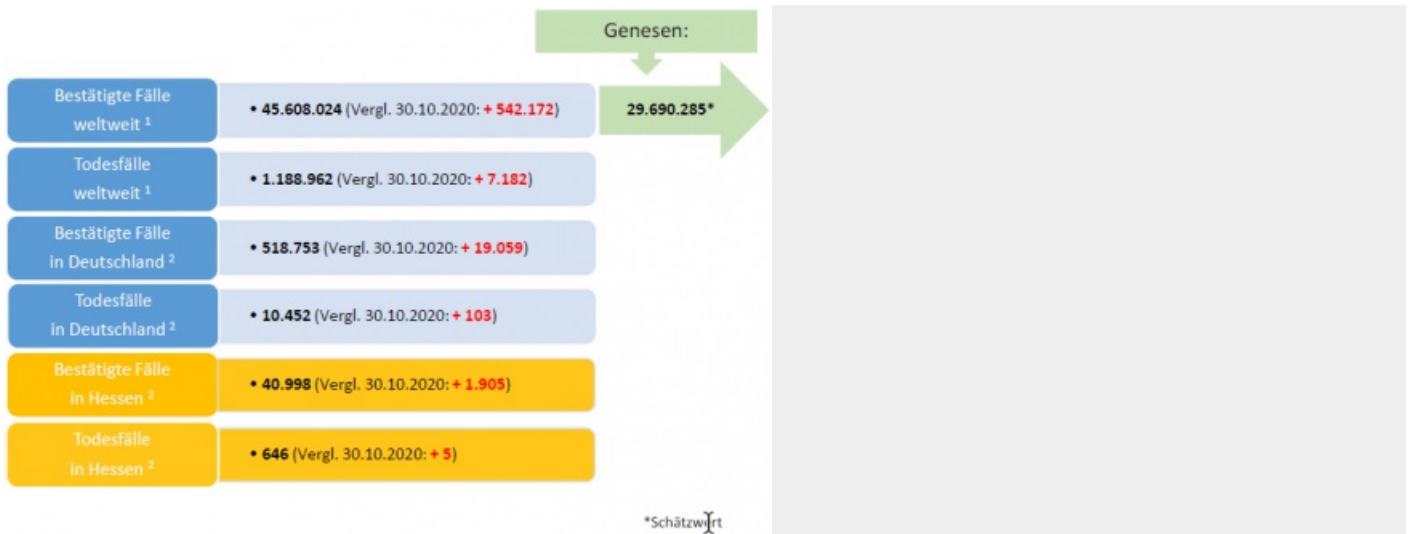 Genesen:
Bestätigte Fälle
weltweit ¹
• 45.608.024 (Vergl. 30.10.2020: + 542.172)
29.690.285*
Todesfälle
weltweit ¹
• 1.188.962 (Vergl. 30.10.2020: + 7.182)
Bestätigte Fälle
in Deutschland ²
• 518.753 (Vergl. 30.10.2020: + 19.059)
Todesfälle
in Deutschland ²
• 10.452 (Vergl. 30.10.2020: + 103)
Bestätigte Fälle
in Hessen ²
• 40.998 (Vergl. 30.10.2020: + 1.905)
Todesfälle
in Hessen ²
• 646 (Vergl. 30.10.2020: + 5)
*Schätzwert